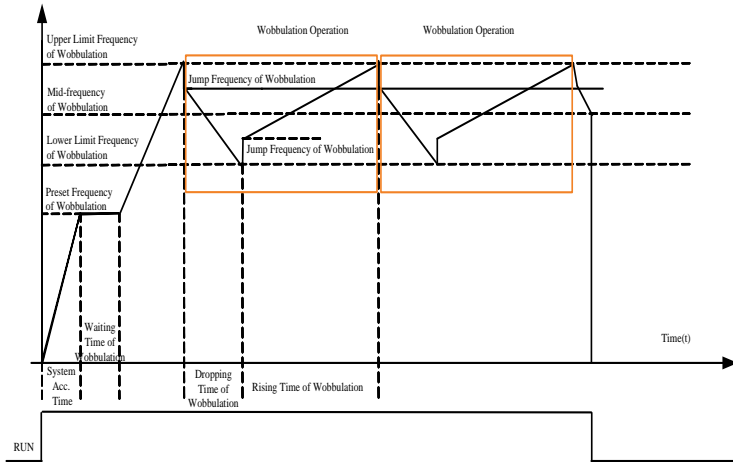 Wobbulation Operation
Wobbulation Operation
Upper Limit Frequency
of Wobbulation
Jump Frequency of Wobbulation
Mid-frequency
of Wobbulation
Lower Limit Frequency
of Wobbulation
Jump Frequency of Wobbulation
Preset Frequency
of Wobbulation
Waiting
Time of
Wobbulation
Time(t)
System
Acc.
Time
Dropping
Time of
Wobbulation
Rising Time of Wobbulation
RUN